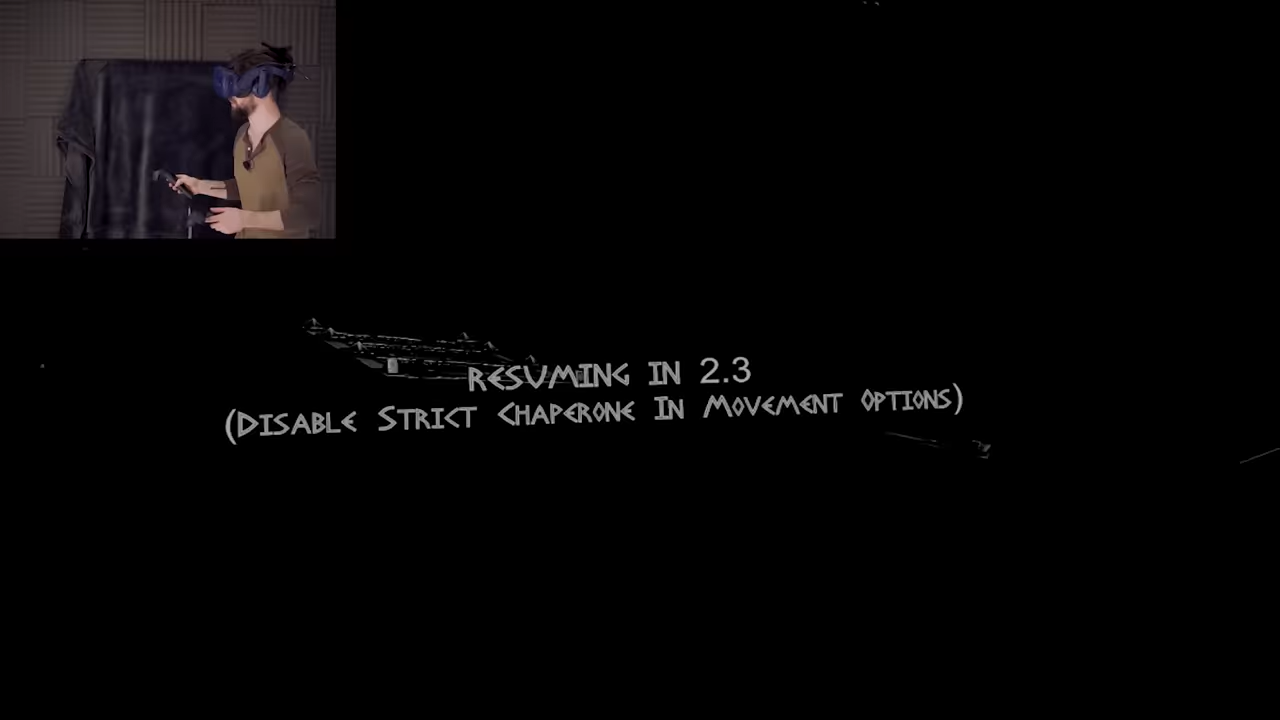 RESUMING IN 2.3
(DISABLE STRICT CHAPERONE IN MOVEMENT OPTIONS)